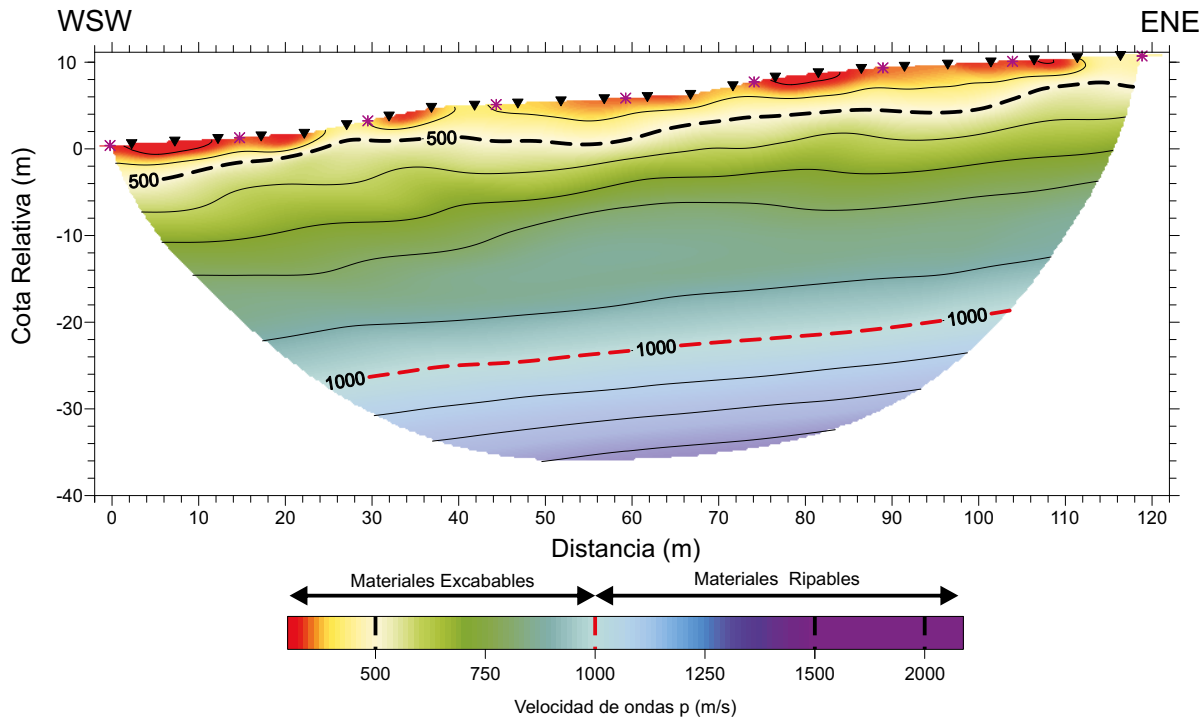 WSW
ENE
10
0
-10
-20
-30
-40
Cota Relativa (m)
500
500
1000
1000
1000
0 10 20 30 40 50 60 70 80 90 100 110 120
Distancia (m)
Materiales Excabables
Materiales Ripables
500 750 1000 1250 1500 2000
Velocidad de ondas p (m/s)